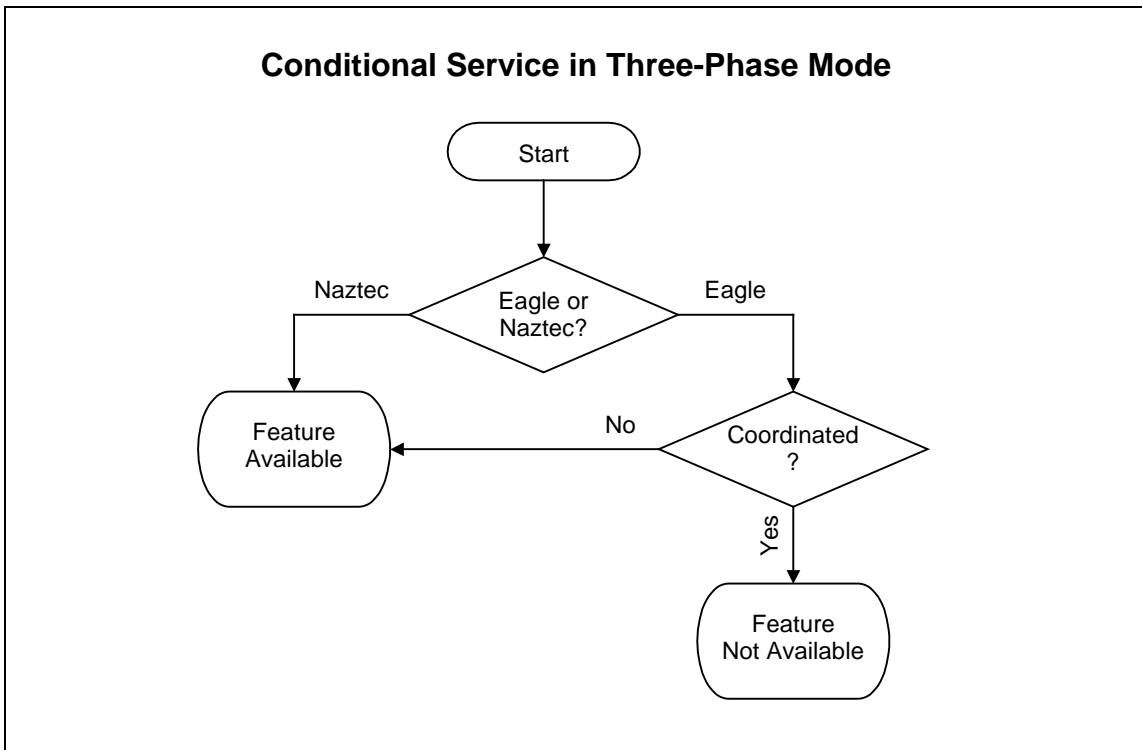 Conditional Service in Three-Phase Mode
Start
Naztec
Eagle or
Naztec?
Eagle
Feature
Available
No
Coordinated
?
Yes
Feature
Not Available